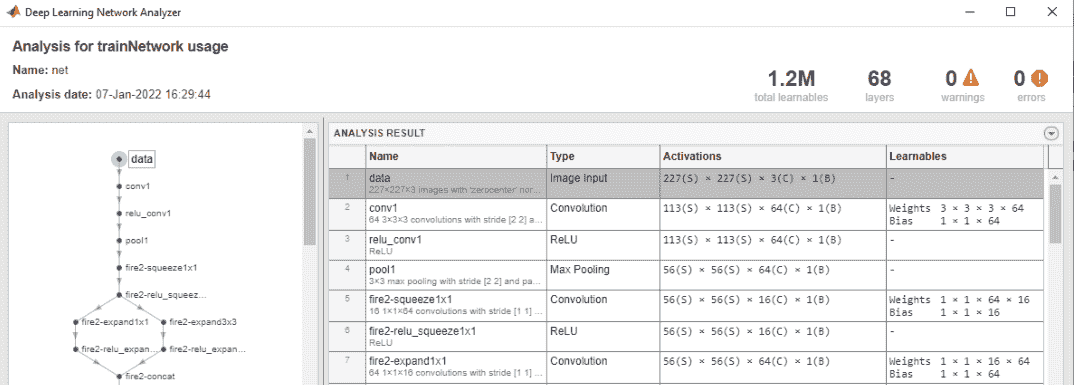 Deep Learning Network Analyzer
Analysis for trainNetwork usage
Name: net
Analysis date: 07-Jan-2022 16:29:44
1.2M
total learnables
68
layers
0
warnings
0
errors
data
conv1
relu_conv1
pool1
fire2-squeeze1x1
fire2-relu_squeez...
fire2-expand1x1 fire2-expand3x3
fire2-relu_expan... fire2-relu_expan...
fire2-concat
ANALYSIS RESULT
Name Type Activations Learnables
1 data Image Input 227(S) × 227(S) × 3(C) × 1(B) -
227×227×3 images with 'zerocenter' nor...
2 conv1 Convolution 113(S) × 113(S) × 64(C) × 1(B) Weights 3 × 3 × 3 × 64
64 3×3×3 convolutions with stride [2 2] a... Bias 1 × 1 × 64
3 relu_conv1 ReLU 113(S) × 113(S) × 64(C) × 1(B) -
ReLU
4 pool1 Max Pooling 56(S) × 56(S) × 64(C) × 1(B) -
3×3 max pooling with stride [2 2] and pa...
5 fire2-squeeze1x1 Convolution 56(S) × 56(S) × 16(C) × 1(B) Weights 1 × 1 × 64 × 16
16 1×1×64 convolutions with stride [1 1] ... Bias 1 × 1 × 16
6 fire2-relu_squeeze1x1 ReLU 56(S) × 56(S) × 16(C) × 1(B) -
ReLU
7 fire2-expand1x1 Convolution 56(S) × 56(S) × 64(C) × 1(B) Weights 1 × 1 × 16 × 64
64 1×1×16 convolutions with stride [1 1] ... Bias 1 × 1 × 64